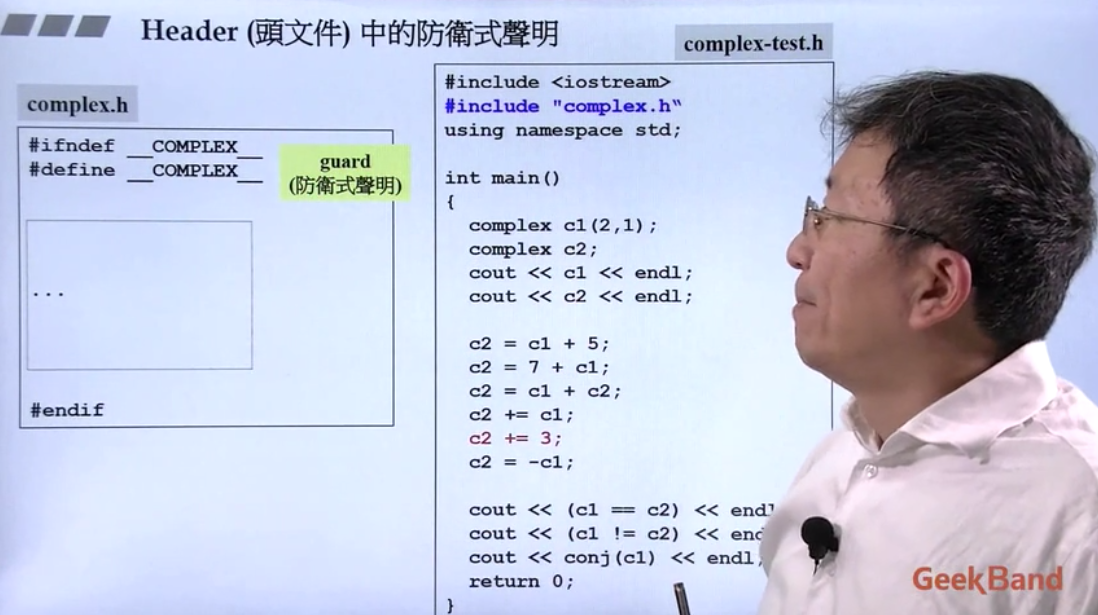 Header (頭文件) 中的防衛式聲明
complex.h
#ifndef __COMPLEX__
#define __COMPLEX__
guard
(防衛式聲明)
...
#endif
complex-test.h
#include <iostream>
#include "complex.h“
using namespace std;
int main()
{
complex c1(2,1);
complex c2;
cout << c1 << endl;
cout << c2 << endl;
c2 = c1 + 5;
c2 = 7 + c1;
c2 = c1 + c2;
c2 += c1;
c2 += 3;
c2 = -c1;
cout << (c1 == c2) << endl
cout << (c1 != c2) << end
cout << conj(c1) << endl;
return 0;
}
GeekBand